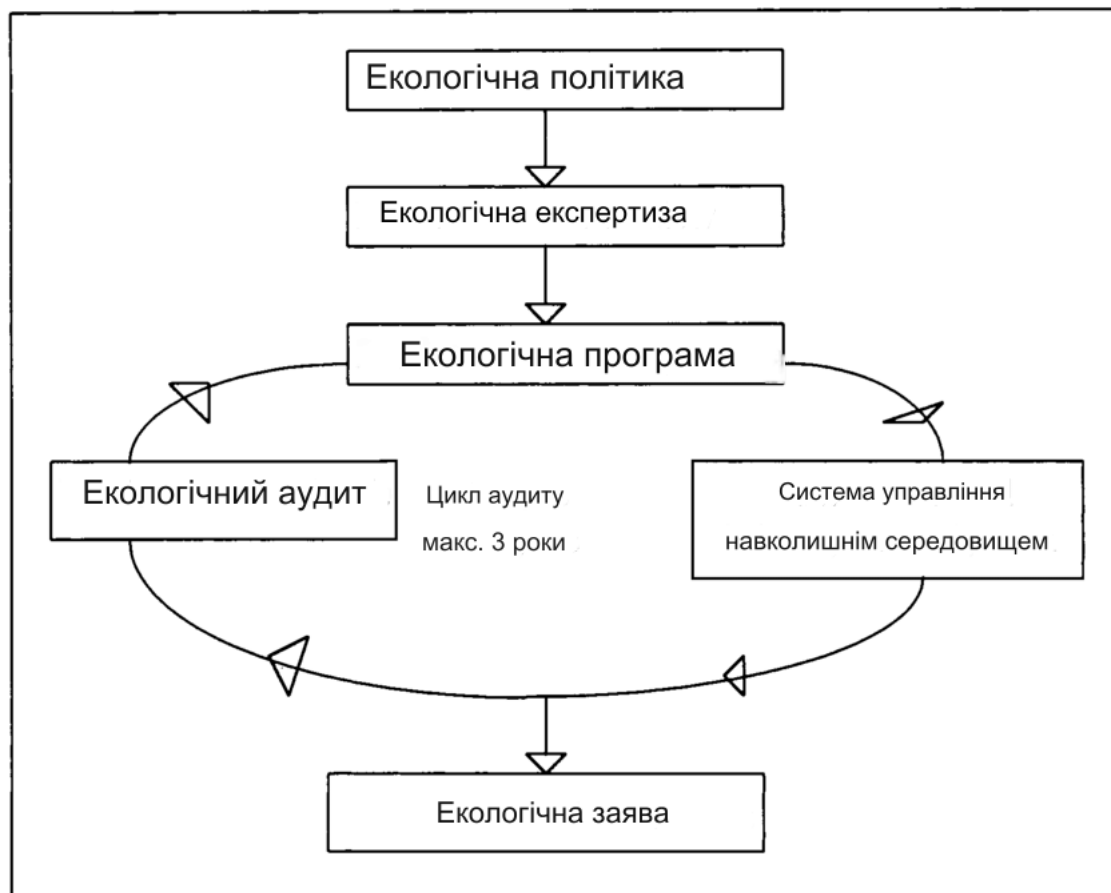 Екологічна політика
Екологічна експертиза
Екологічна програма
Екологічний аудит
Цикл аудиту
макс. 3 роки
Система управління
навколишнім середовищем
Екологічна заява